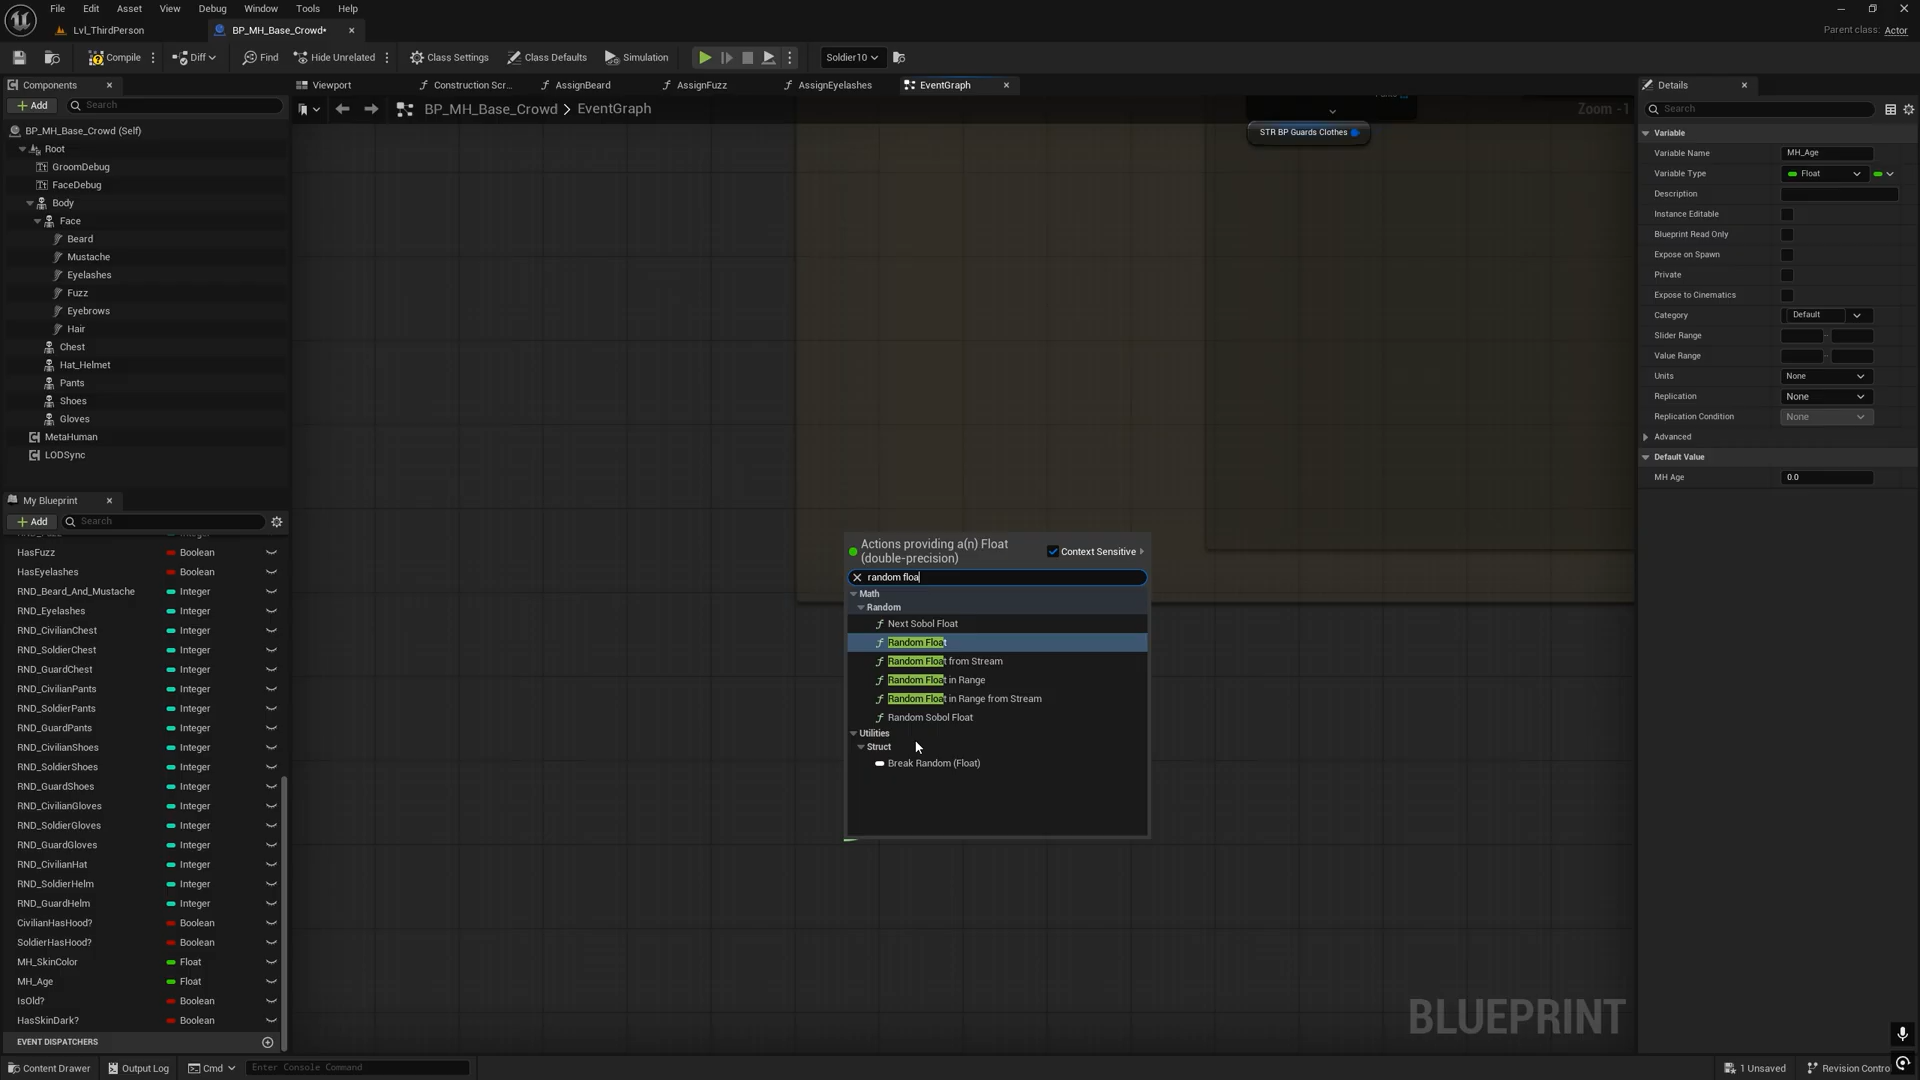 File Edit Asset View Debug Window Tools Help
Lvl_ThirdPerson
BP_MH_Base_Crowd*
Parent class: Actor
Compile
Diff
Find
Hide Unrelated
Class Settings
Class Defaults
Simulation
Soldier10
Components
Add
Search
BP_MH_Base_Crowd (Self)
Root
GroomDebug
FaceDebug
Body
Face
Beard
Mustache
Eyelashes
Fuzz
Eyebrows
Hair
Chest
Hat_Helmet
Pants
Shoes
Gloves
MetaHuman
LODSync
My Blueprint
Add
Search
HasFuzz Boolean
HasEyelashes Boolean
RND_Beard_And_Mustache Integer
RND_Eyelashes Integer
RND_CivilianChest Integer
RND_SoldierChest Integer
RND_GuardChest Integer
RND_CivilianPants Integer
RND_SoldierPants Integer
RND_GuardPants Integer
RND_CivilianShoes Integer
RND_SoldierShoes Integer
RND_GuardShoes Integer
RND_CivilianGloves Integer
RND_SoldierGloves Integer
RND_GuardGloves Integer
RND_CivilianHat Integer
RND_SoldierHelm Integer
RND_GuardHelm Integer
CivilianHasHood? Boolean
SoldierHasHood? Boolean
MH_SkinColor Float
MH_Age Float
IsOld? Boolean
HasSkinDark? Boolean
EVENT DISPATCHERS
Viewport
Construction Scr...
AssignBeard
AssignFuzz
AssignEyelashes
EventGraph
BP_MH_Base_Crowd > EventGraph
Zoom -1
STR BP Guards Clothes
Actions providing a(n) Float
(double-precision)
Context Sensitive
random floa
Math
Random
Next Sobol Float
Random Float
Random Float from Stream
Random Float in Range
Random Float in Range from Stream
Random Sobol Float
Utilities
Struct
Break Random (Float)
BLUEPRINT
Details
Search
Variable
Variable Name MH_Age
Variable Type Float
Description
Instance Editable
Blueprint Read Only
Expose on Spawn
Private
Expose to Cinematics
Category Default
Slider Range
Value Range
Units None
Replication None
Replication Condition None
Advanced
Default Value
MH Age 0.0
Content Drawer
Output Log
Cmd
Enter Console Command
1 Unsaved
Revision Contro